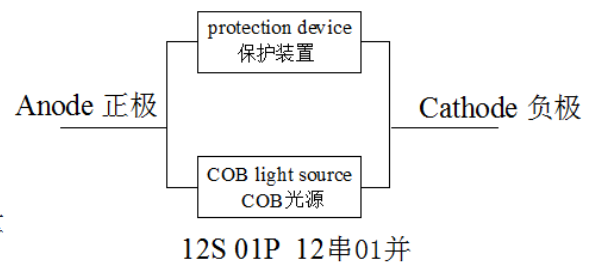 protection device
保护装置
Anode 正极
Cathode 负极
COB light source
COB光源
12S 01P 12串01并